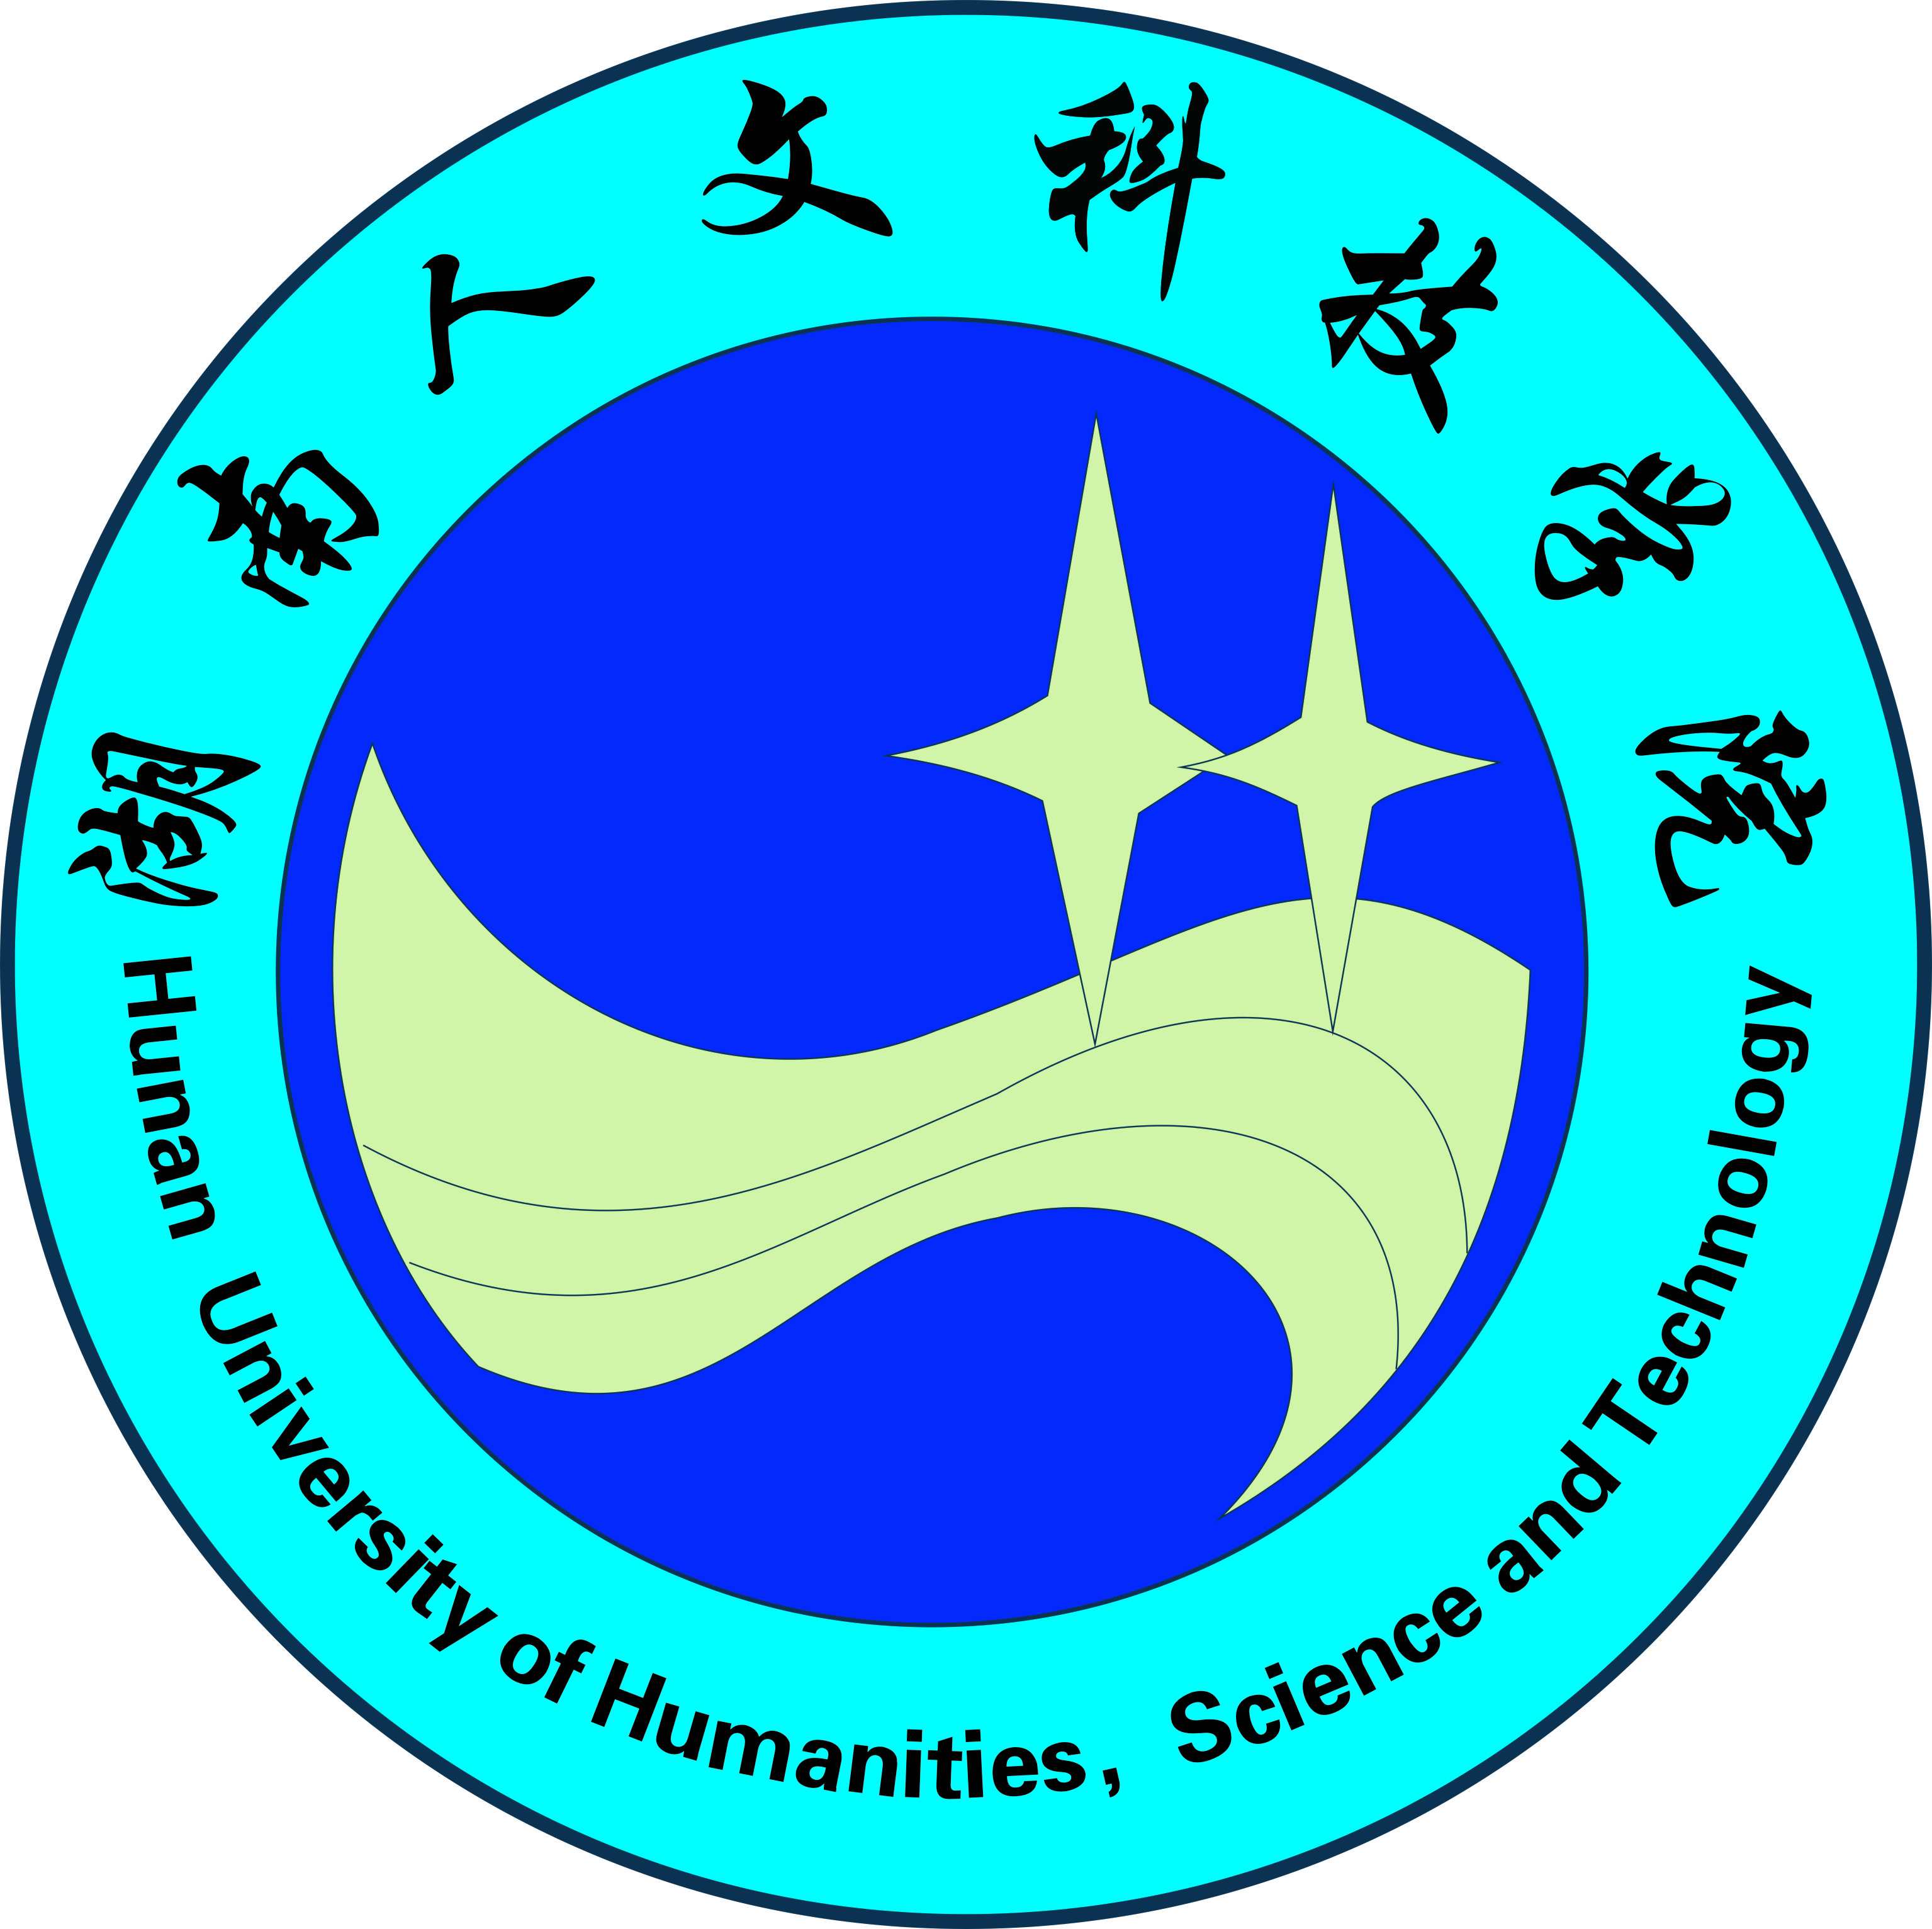 湖南人文科技学院
Hunan University of Humanities, Science and Technology